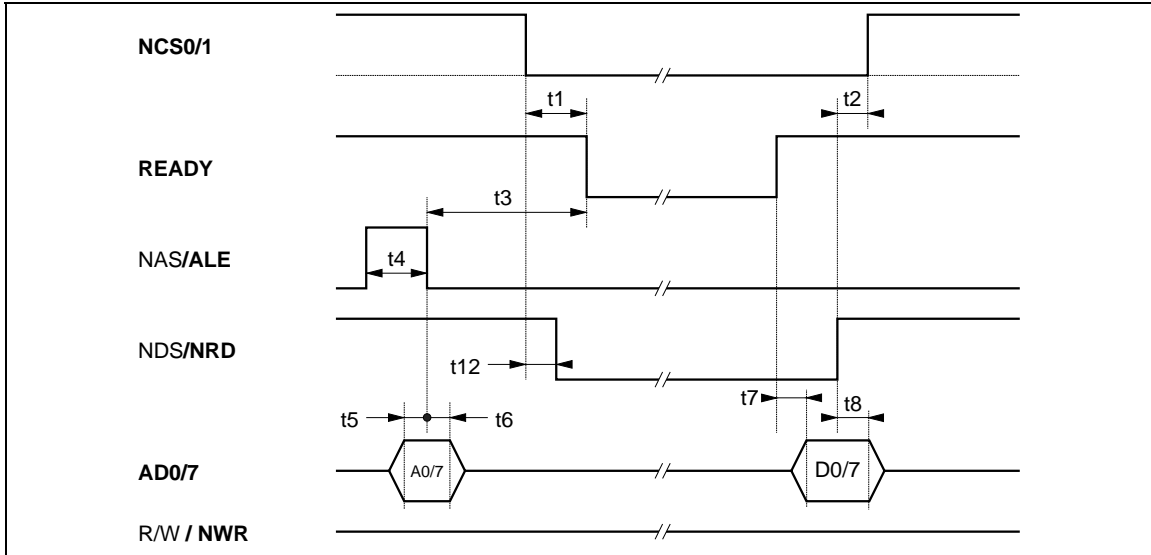 NCS0/1
t1
t2
READY
t3
NAS/ALE
t4
NDS/NRD
t12
t7
t8
t5
t6
AD0/7
A0/7
D0/7
R/W / NWR